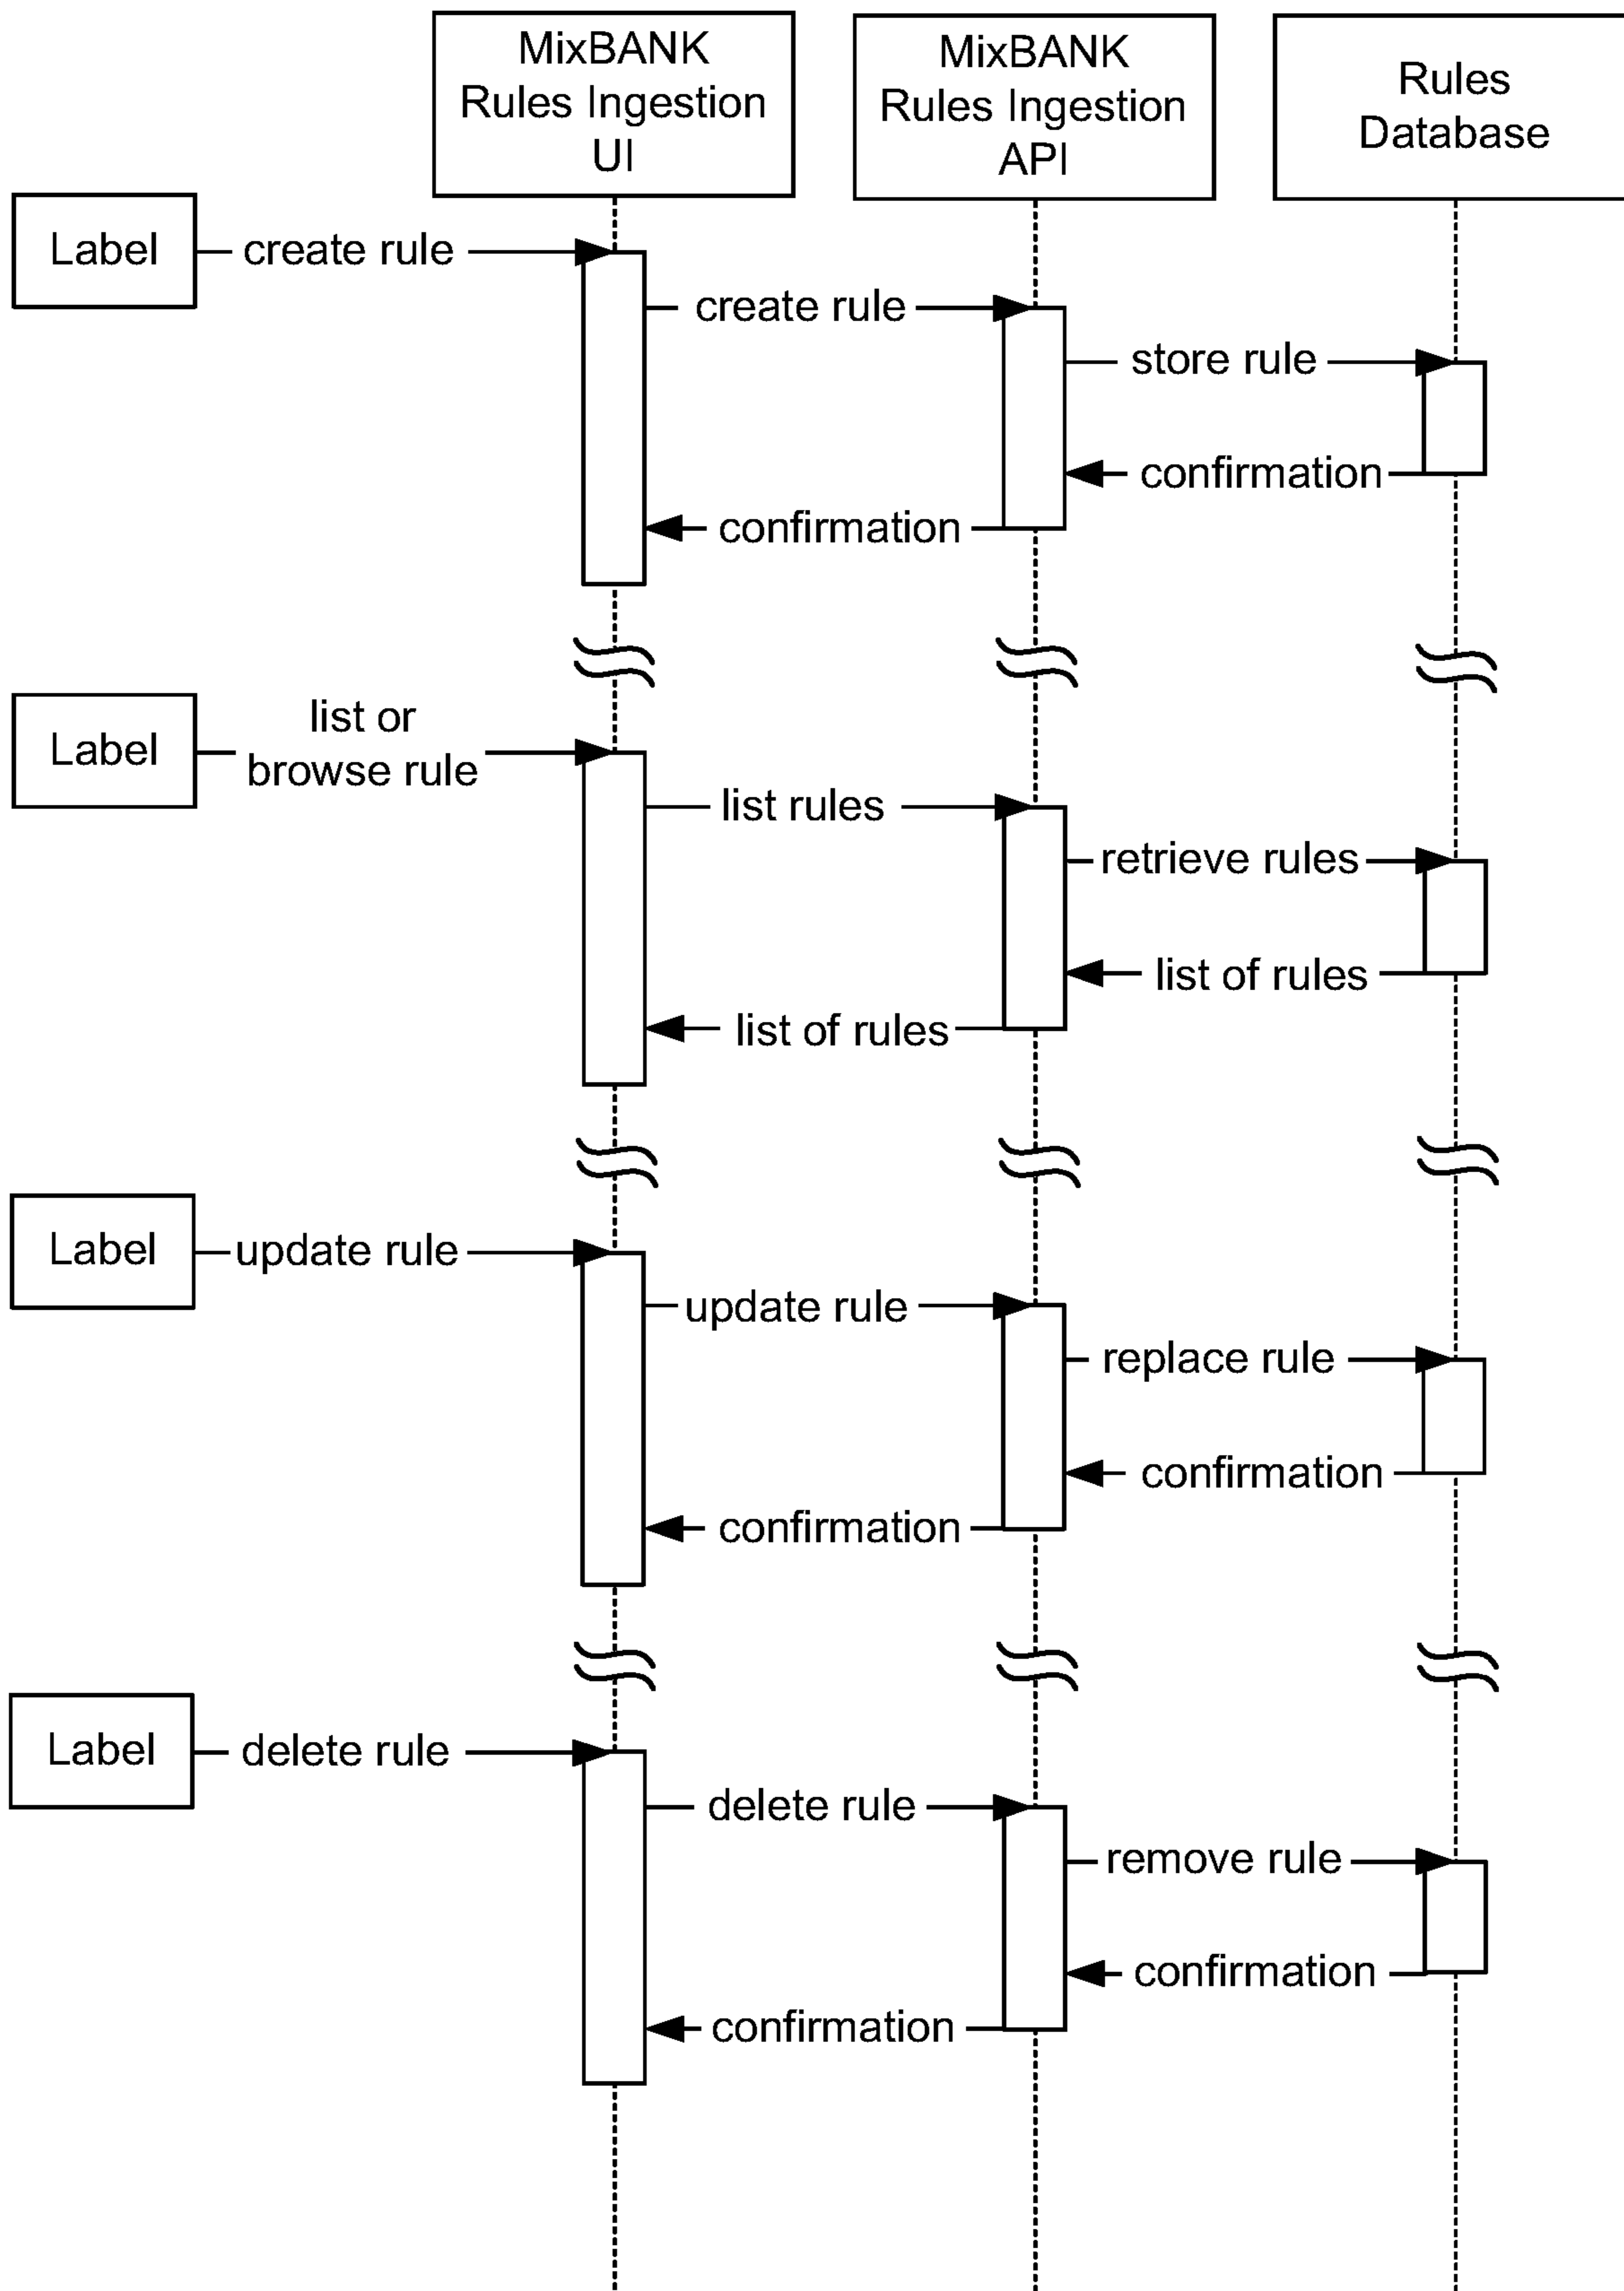 MixBANK
Rules Ingestion
UI
MixBANK
Rules Ingestion
API
Rules
Database
Label
create rule
create rule
store rule
confirmation
confirmation
Label
list or
browse rule
list rules
retrieve rules
list of rules
list of rules
Label
update rule
update rule
replace rule
confirmation
confirmation
Label
delete rule
delete rule
remove rule
confirmation
confirmation